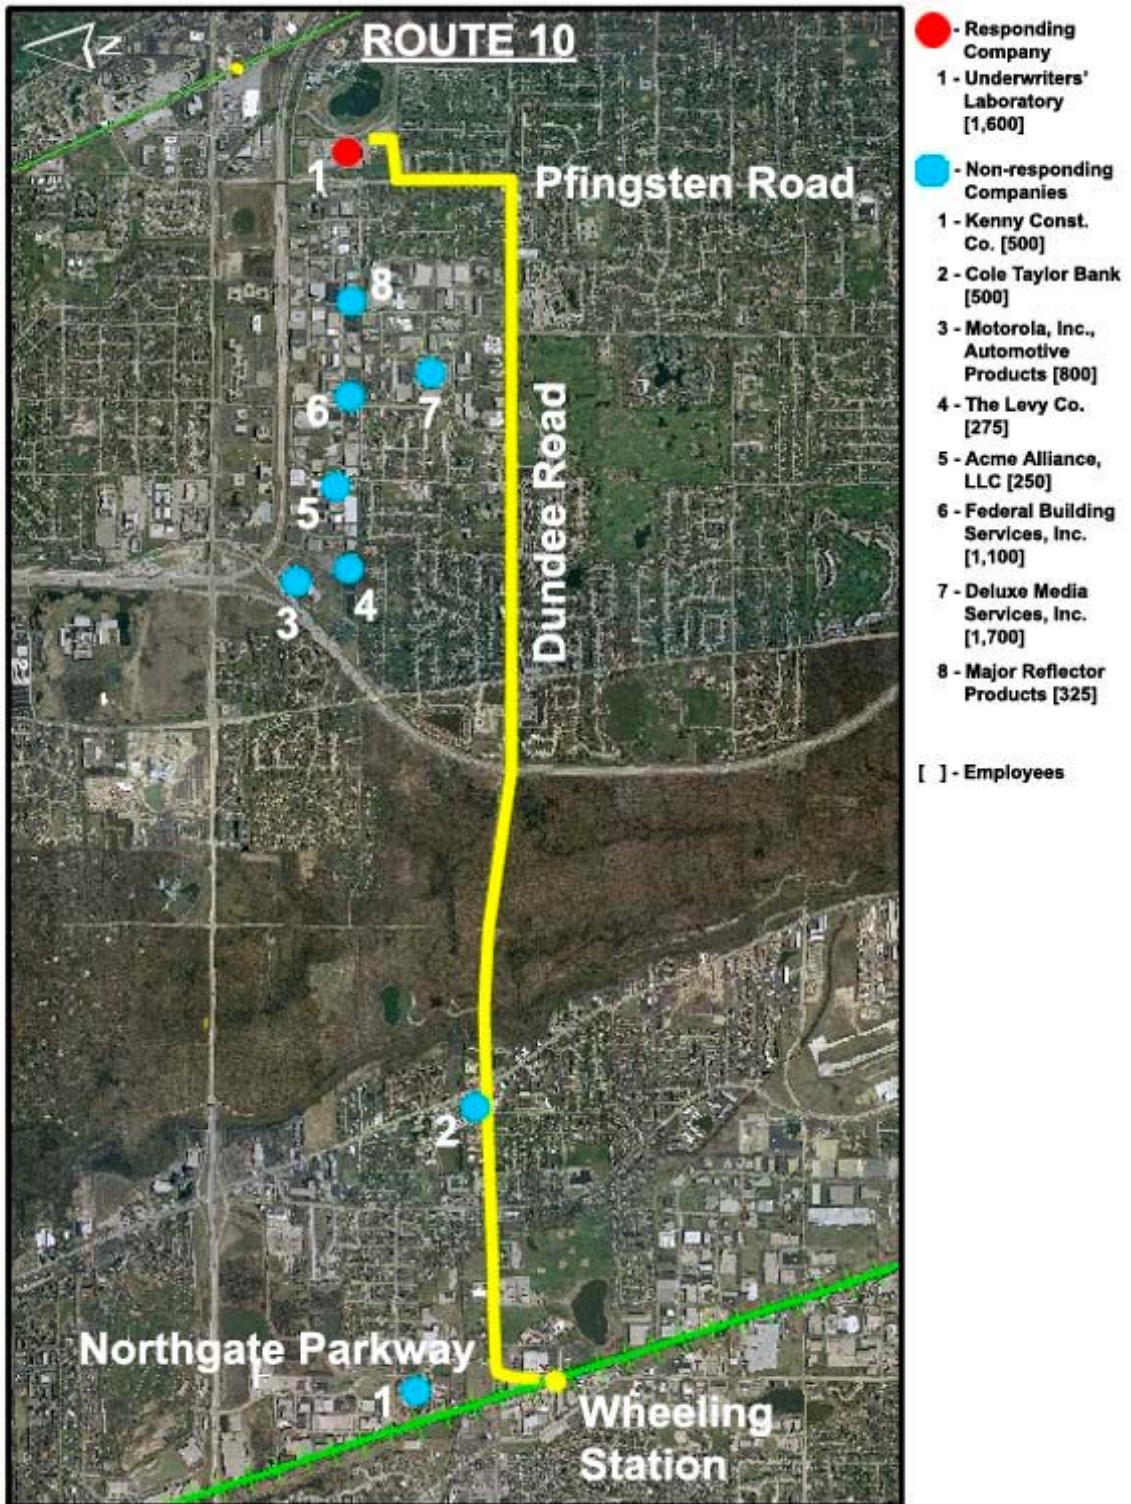 N
ROUTE 10
1
Pfingsten Road
8
6
7
Dundee Road
5
3
4
2
Northgate Parkway
1
Wheeling
Station
- Responding
Company
1 - Underwriters'
Laboratory
[1,600]
- Non-responding
Companies
1 - Kenny Const.
Co. [500]
2 - Cole Taylor Bank
[500]
3 - Motorola, Inc.,
Automotive
Products [800]
4 - The Levy Co.
[275]
5 - Acme Alliance,
LLC [250]
6 - Federal Building
Services, Inc.
[1,100]
7 - Deluxe Media
Services, Inc.
[1,700]
8 - Major Reflector
Products [325]
[ ] - Employees